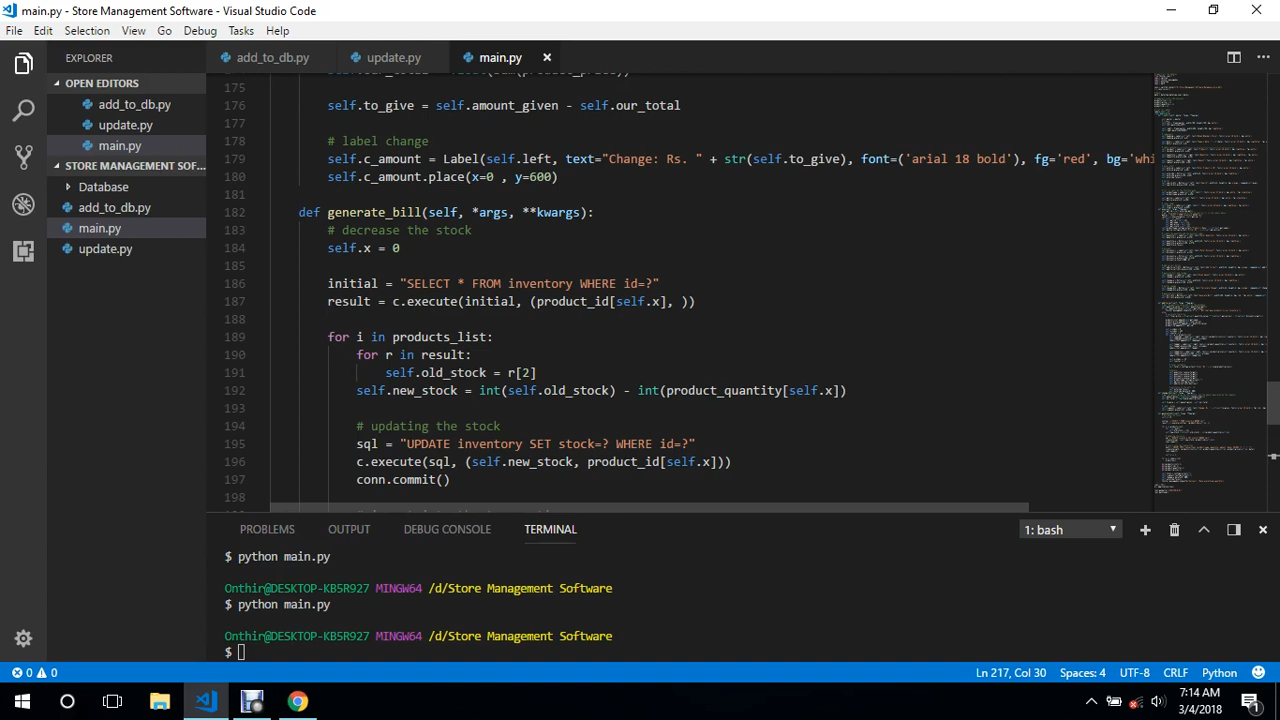 main.py - Store Management Software - Visual Studio Code
File Edit Selection View Go Debug Tasks Help
EXPLORER
OPEN EDITORS
add_to_db.py
update.py
main.py
STORE MANAGEMENT SOF...
Database
add_to_db.py
main.py
update.py
add_to_db.py update.py main.py
175
176 self.to_give = self.amount_given - self.our_total
177
178 # label change
179 self.c_amount = Label(self.left, text="Change: Rs. " + str(self.to_give), font=('arial 18 bold'), fg='red', bg='whi
180 self.c_amount.place(x=0, y=600)
181
182 def generate_bill(self, *args, **kwargs):
183 # decrease the stock
184 self.x = 0
185
186 initial = "SELECT * FROM inventory WHERE id=?"
187 result = c.execute(initial, (product_id[self.x], ))
188
189 for i in products_list:
190 for r in result:
191 self.old_stock = r[2]
192 self.new_stock = int(self.old_stock) - int(product_quantity[self.x])
193
194 # updating the stock
195 sql = "UPDATE inventory SET stock=? WHERE id=?"
196 c.execute(sql, (self.new_stock, product_id[self.x]))
197 conn.commit()
198
PROBLEMS OUTPUT DEBUG CONSOLE TERMINAL 1: bash
$ python main.py
Onthir@DESKTOP-KB5R927 MINGW64 /d/Store Management Software
$ python main.py
Onthir@DESKTOP-KB5R927 MINGW64 /d/Store Management Software
$
0 0 Ln 217, Col 30 Spaces: 4 UTF-8 CRLF Python
7:14 AM
3/4/2018
1